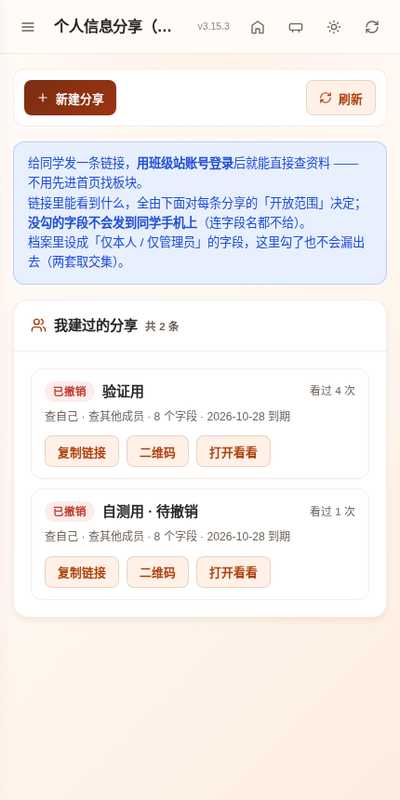 个人信息分享（...
v3.15.3
新建分享
刷新
给同学发一条链接，用班级站账号登录后就能直接查资料 ——
不用先进首页找板块。
链接里能看到什么，全由下面对每条分享的「开放范围」决定；
没勾的字段不会发到同学手机上（连字段名都不给）。
档案里设成「仅本人 / 仅管理员」的字段，这里勾了也不会漏出
去（两套取交集）。
我建过的分享 共 2 条
已撤销 验证用 看过 4 次
查自己 · 查其他成员 · 8 个字段 · 2026-10-28 到期
复制链接 二维码 打开看看
已撤销 自测用 · 待撤销 看过 1 次
查自己 · 查其他成员 · 8 个字段 · 2026-10-28 到期
复制链接 二维码 打开看看